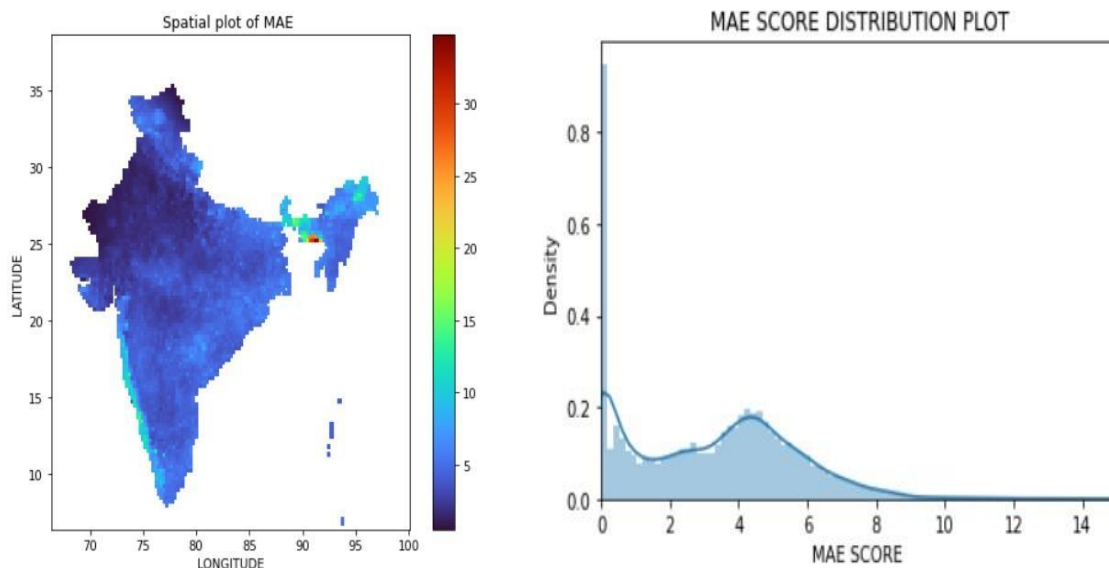 Spatial plot of MAE
35
30
25
20
15
10
LATITUDE
70 75 80 85 90 95 100
LONGITUDE
30
25
20
15
10
5
MAE SCORE DISTRIBUTION PLOT
0.8
0.6
0.4
0.2
0.0
Density
0 2 4 6 8 10 12 14
MAE SCORE